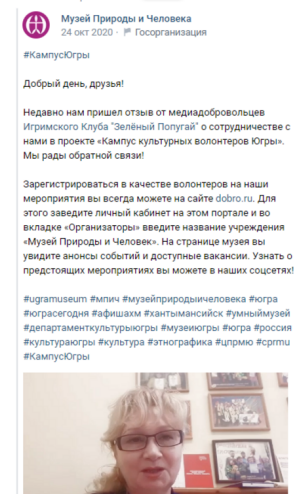 Музей Природы и Человека
24 окт 2020 · Госорганизация
#КампусЮгры
Добрый день, друзья!
Недавно нам пришел отзыв от медиадобровольцев
Игримского Клуба "Зелёный Попугай" о сотрудничестве с
нами в проекте «Кампус культурных волонтеров Югры».
Мы рады обратной связи!
Зарегистрироваться в качестве волонтеров на наши
мероприятия вы всегда можете на сайте dobro.ru. Для
этого заведите личный кабинет на этом портале и во
вкладке «Организаторы» введите название учреждения
«Музей Природы и Человек». На странице музея вы
увидите анонсы событий и доступные вакансии. Узнать о
предстоящих мероприятиях вы можете в наших соцсетях!
#ugramuseum #мпич #музейприродыичеловека #югра
#юграсегодня #афишахм #хантымансийск #умныймузей
#департаменткультурыюгры #музеиюгры #югра #россия
#культураюгры #культура #этнографика #цпрмю #cprmu
#КампусЮгры